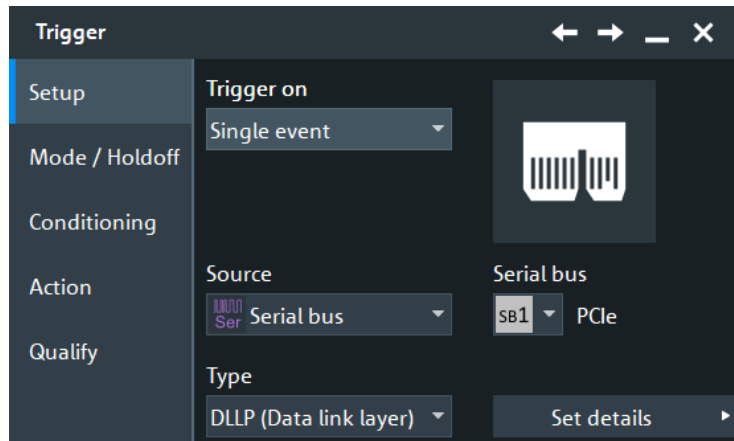 Trigger
Setup
Mode / Holdoff
Conditioning
Action
Qualify
Trigger on
Single event
Source
Serial bus
Ser Serial bus
SB1 PCIe
Type
DLLP (Data link layer)
Set details